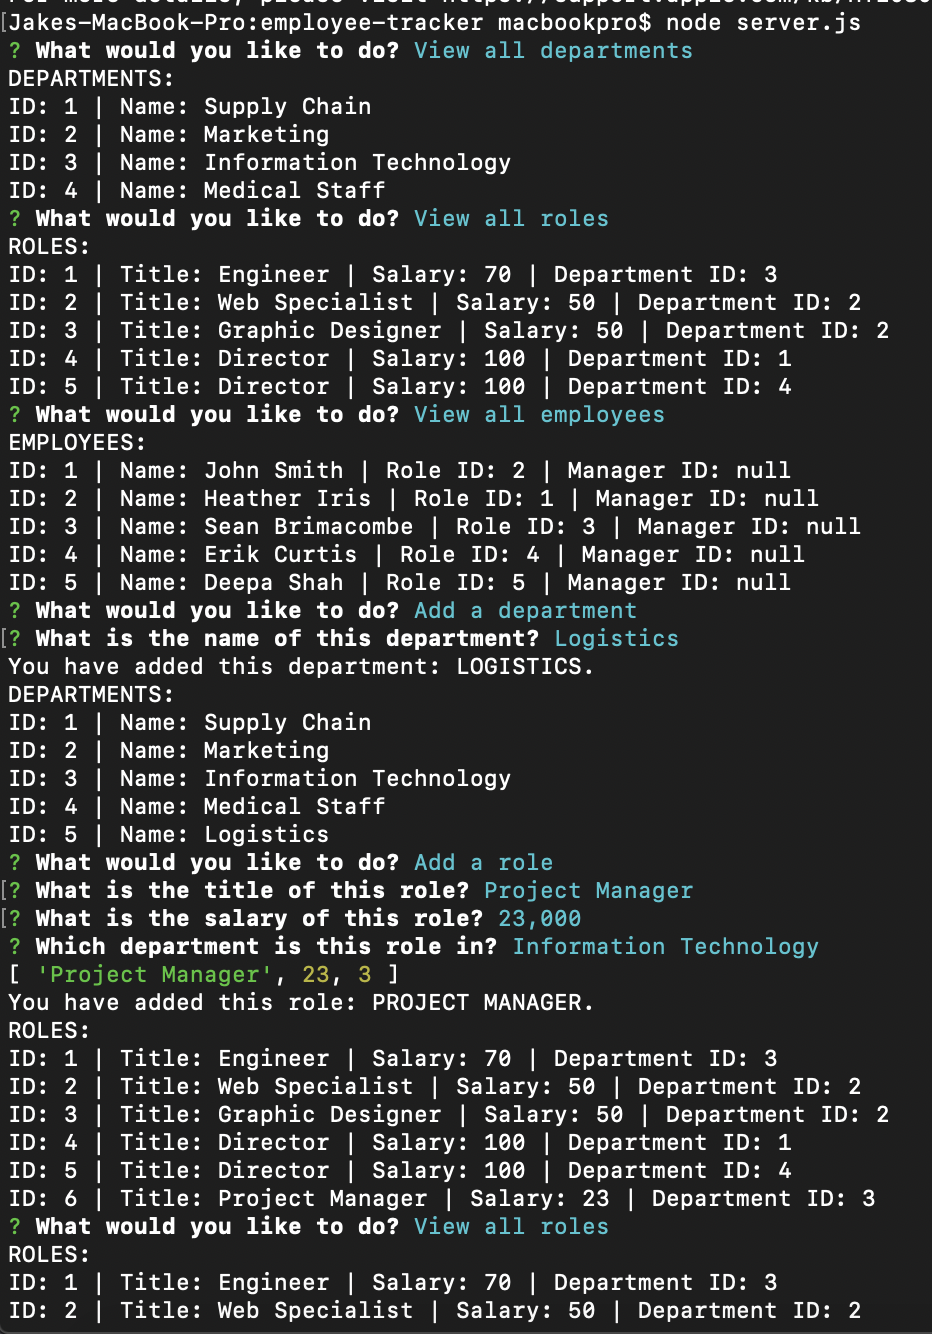 [Jakes-MacBook-Pro:employee-tracker macbookpro$ node server.js
? What would you like to do? View all departments
DEPARTMENTS:
ID: 1 | Name: Supply Chain
ID: 2 | Name: Marketing
ID: 3 | Name: Information Technology
ID: 4 | Name: Medical Staff
? What would you like to do? View all roles
ROLES:
ID: 1 | Title: Engineer | Salary: 70 | Department ID: 3
ID: 2 | Title: Web Specialist | Salary: 50 | Department ID: 2
ID: 3 | Title: Graphic Designer | Salary: 50 | Department ID: 2
ID: 4 | Title: Director | Salary: 100 | Department ID: 1
ID: 5 | Title: Director | Salary: 100 | Department ID: 4
? What would you like to do? View all employees
EMPLOYEES:
ID: 1 | Name: John Smith | Role ID: 2 | Manager ID: null
ID: 2 | Name: Heather Iris | Role ID: 1 | Manager ID: null
ID: 3 | Name: Sean Brimacombe | Role ID: 3 | Manager ID: null
ID: 4 | Name: Erik Curtis | Role ID: 4 | Manager ID: null
ID: 5 | Name: Deepa Shah | Role ID: 5 | Manager ID: null
? What would you like to do? Add a department
[? What is the name of this department? Logistics
You have added this department: LOGISTICS.
DEPARTMENTS:
ID: 1 | Name: Supply Chain
ID: 2 | Name: Marketing
ID: 3 | Name: Information Technology
ID: 4 | Name: Medical Staff
ID: 5 | Name: Logistics
? What would you like to do? Add a role
[? What is the title of this role? Project Manager
[? What is the salary of this role? 23,000
? Which department is this role in? Information Technology
[ 'Project Manager', 23, 3 ]
You have added this role: PROJECT MANAGER.
ROLES:
ID: 1 | Title: Engineer | Salary: 70 | Department ID: 3
ID: 2 | Title: Web Specialist | Salary: 50 | Department ID: 2
ID: 3 | Title: Graphic Designer | Salary: 50 | Department ID: 2
ID: 4 | Title: Director | Salary: 100 | Department ID: 1
ID: 5 | Title: Director | Salary: 100 | Department ID: 4
ID: 6 | Title: Project Manager | Salary: 23 | Department ID: 3
? What would you like to do? View all roles
ROLES:
ID: 1 | Title: Engineer | Salary: 70 | Department ID: 3
ID: 2 | Title: Web Specialist | Salary: 50 | Department ID: 2